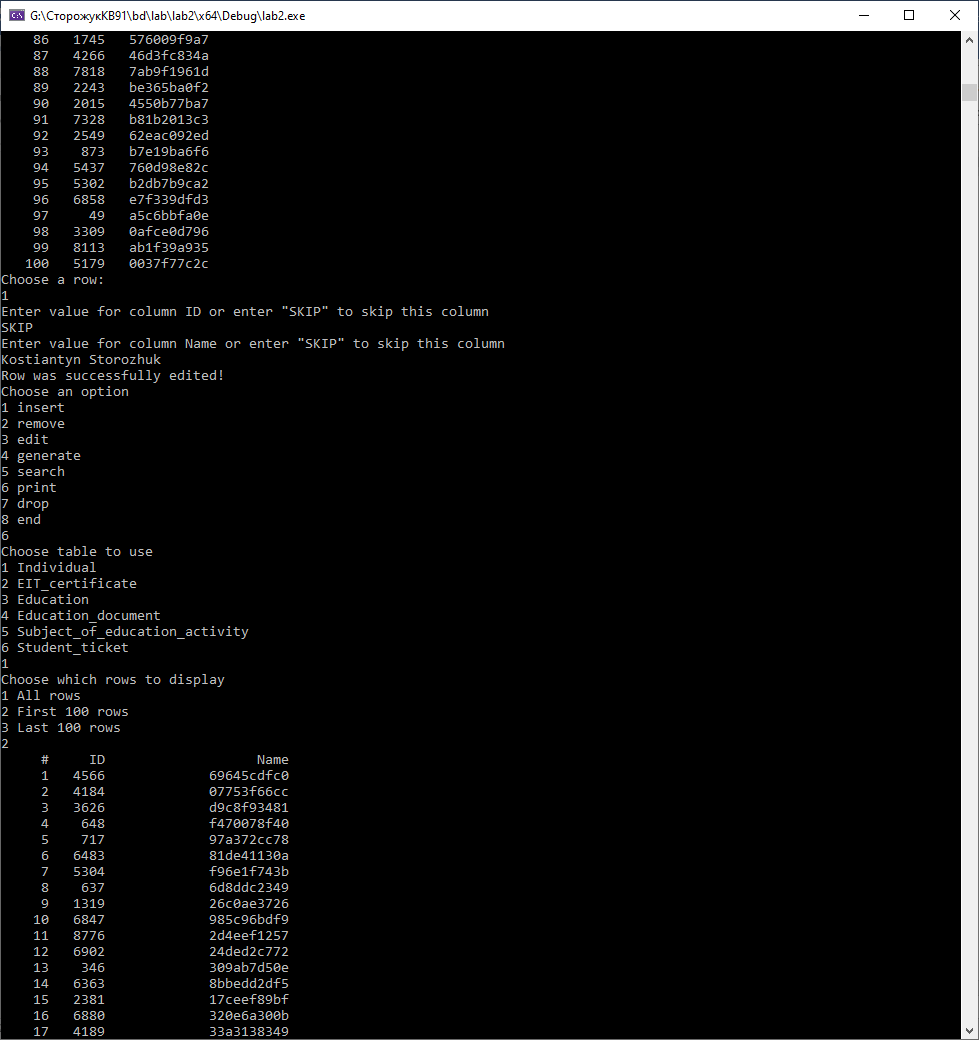 G:\СторожукКВ91\bd\lab\lab2\x64\Debug\lab2.exe
86 1745 576009f9a7
87 4266 46d3fc834a
88 7818 7ab9f1961d
89 2243 be365ba0f2
90 2015 4550b77ba7
91 7328 b81b2013c3
92 2549 62eac092ed
93 873 b7e19ba6f6
94 5437 760d98e82c
95 5302 b2db7b9ca2
96 6858 e7f339dfd3
97 49 a5c6bbfa0e
98 3309 0afce0d796
99 8113 ab1f39a935
100 5179 0037f77c2c
Choose a row:
1
Enter value for column ID or enter "SKIP" to skip this column
SKIP
Enter value for column Name or enter "SKIP" to skip this column
Kostiantyn Storozhuk
Row was successfully edited!
Choose an option
1 insert
2 remove
3 edit
4 generate
5 search
6 print
7 drop
8 end
6
Choose table to use
1 Individual
2 EIT_certificate
3 Education
4 Education_document
5 Subject_of_education_activity
6 Student_ticket
1
Choose which rows to display
1 All rows
2 First 100 rows
3 Last 100 rows
2
# ID Name
1 4566 69645cdfc0
2 4184 07753f66cc
3 3626 d9c8f93481
4 648 f470078f40
5 717 97a372cc78
6 6483 81de41130a
7 5304 f96e1f743b
8 637 6d8ddc2349
9 1319 26c0ae3726
10 6847 985c96bdf9
11 8776 2d4eef1257
12 6902 24ded2c772
13 346 309ab7d50e
14 6363 8bbedd2df5
15 2381 17ceef89bf
16 6880 320e6a300b
17 4189 33a3138349